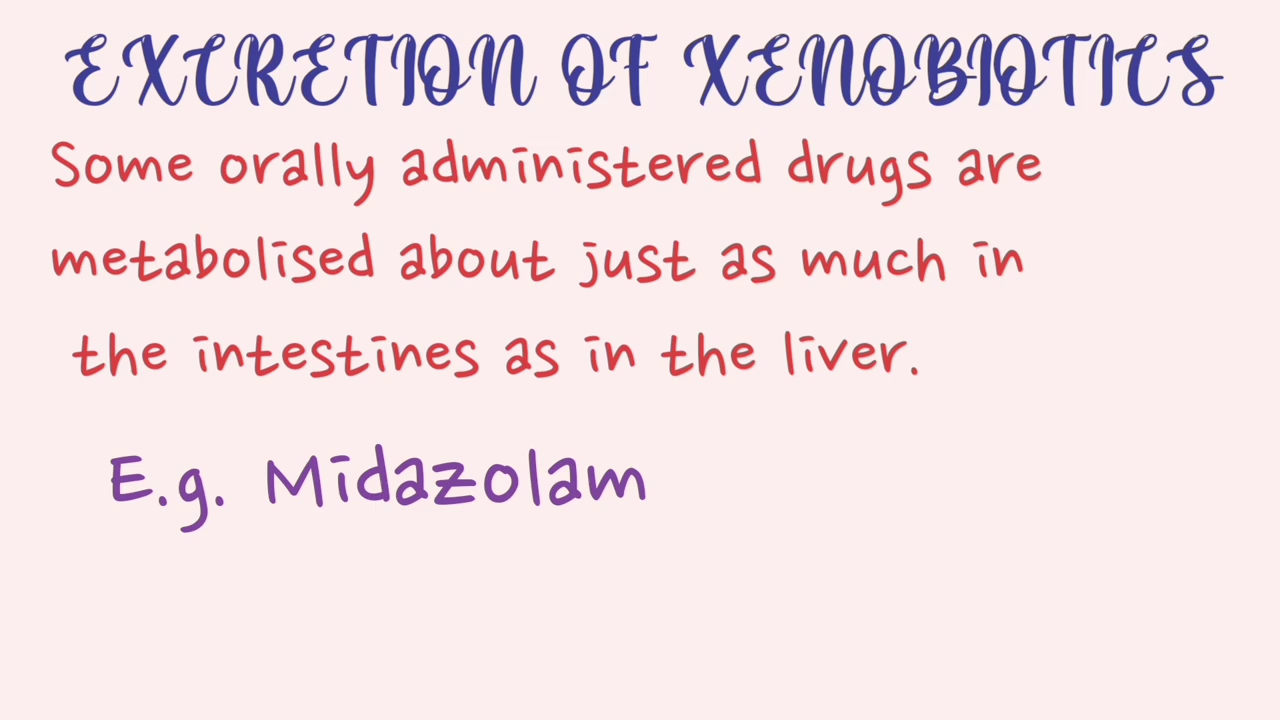 EXCRETION OF XENOBIOTICS
Some orally administered drugs are
metabolised about just as much in
the intestines as in the liver.
E.g. Midazolam